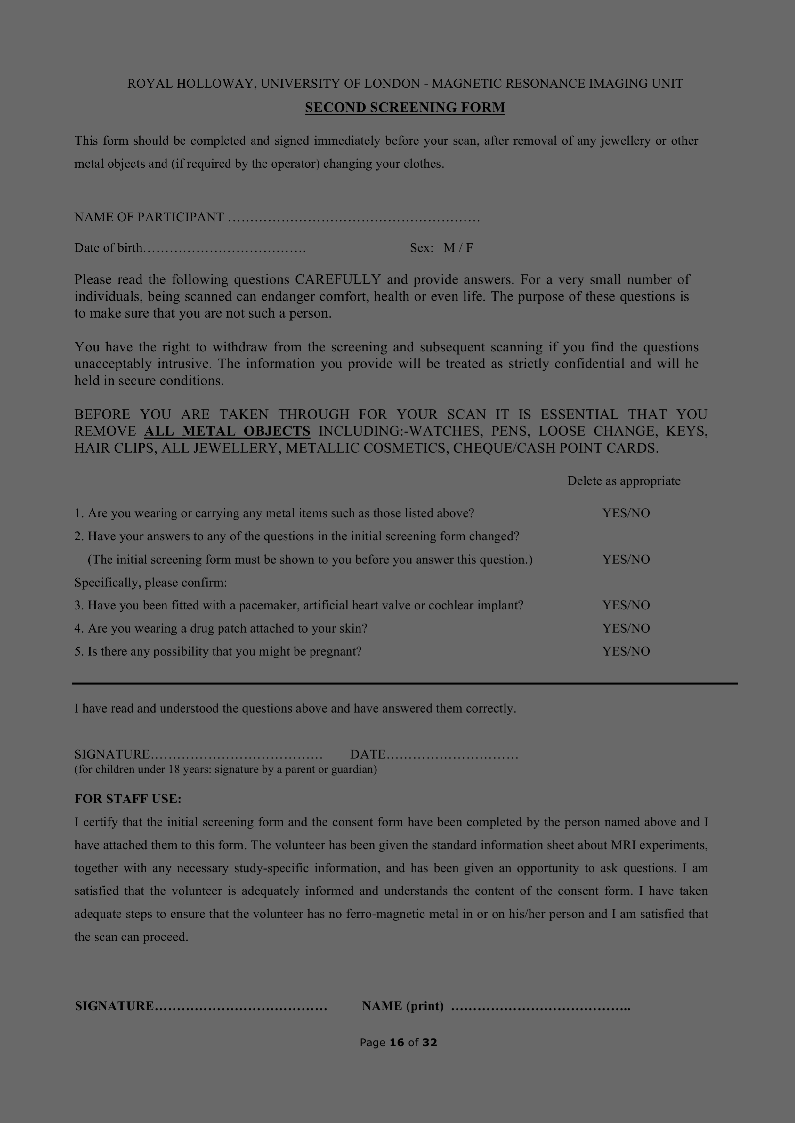 ROYAL HOLLOWAY, UNIVERSITY OF LONDON - MAGNETIC RESONANCE IMAGING UNIT
SECOND SCREENING FORM
This form should be completed and signed immediately before your scan, after removal of any jewellery or other
metal objects and (if required by the operator) changing your clothes.
NAME OF PARTICIPANT …………………………………………………
Date of birth………………………………. Sex: M / F
Please read the following questions CAREFULLY and provide answers. For a very small number of
individuals, being scanned can endanger comfort, health or even life. The purpose of these questions is
to make sure that you are not such a person.
You have the right to withdraw from the screening and subsequent scanning if you find the questions
unacceptably intrusive. The information you provide will be treated as strictly confidential and will be
held in secure conditions.
BEFORE YOU ARE TAKEN THROUGH FOR YOUR SCAN IT IS ESSENTIAL THAT YOU
REMOVE ALL METAL OBJECTS INCLUDING:-WATCHES, PENS, LOOSE CHANGE, KEYS,
HAIR CLIPS, ALL JEWELLERY, METALLIC COSMETICS, CHEQUE/CASH POINT CARDS.
Delete as appropriate
1. Are you wearing or carrying any metal items such as those listed above? YES/NO
2. Have your answers to any of the questions in the initial screening form changed?
(The initial screening form must be shown to you before you answer this question.) YES/NO
Specifically, please confirm:
3. Have you been fitted with a pacemaker, artificial heart valve or cochlear implant? YES/NO
4. Are you wearing a drug patch attached to your skin? YES/NO
5. Is there any possibility that you might be pregnant? YES/NO
I have read and understood the questions above and have answered them correctly.
SIGNATURE………………………………… DATE…………………………
(for children under 18 years: signature by a parent or guardian)
FOR STAFF USE:
I certify that the initial screening form and the consent form have been completed by the person named above and I
have attached them to this form. The volunteer has been given the standard information sheet about MRI experiments,
together with any necessary study-specific information, and has been given an opportunity to ask questions. I am
satisfied that the volunteer is adequately informed and understands the content of the consent form. I have taken
adequate steps to ensure that the volunteer has no ferro-magnetic metal in or on his/her person and I am satisfied that
the scan can proceed.
SIGNATURE………………………………… NAME (print) …………………………………..
Page 16 of 32